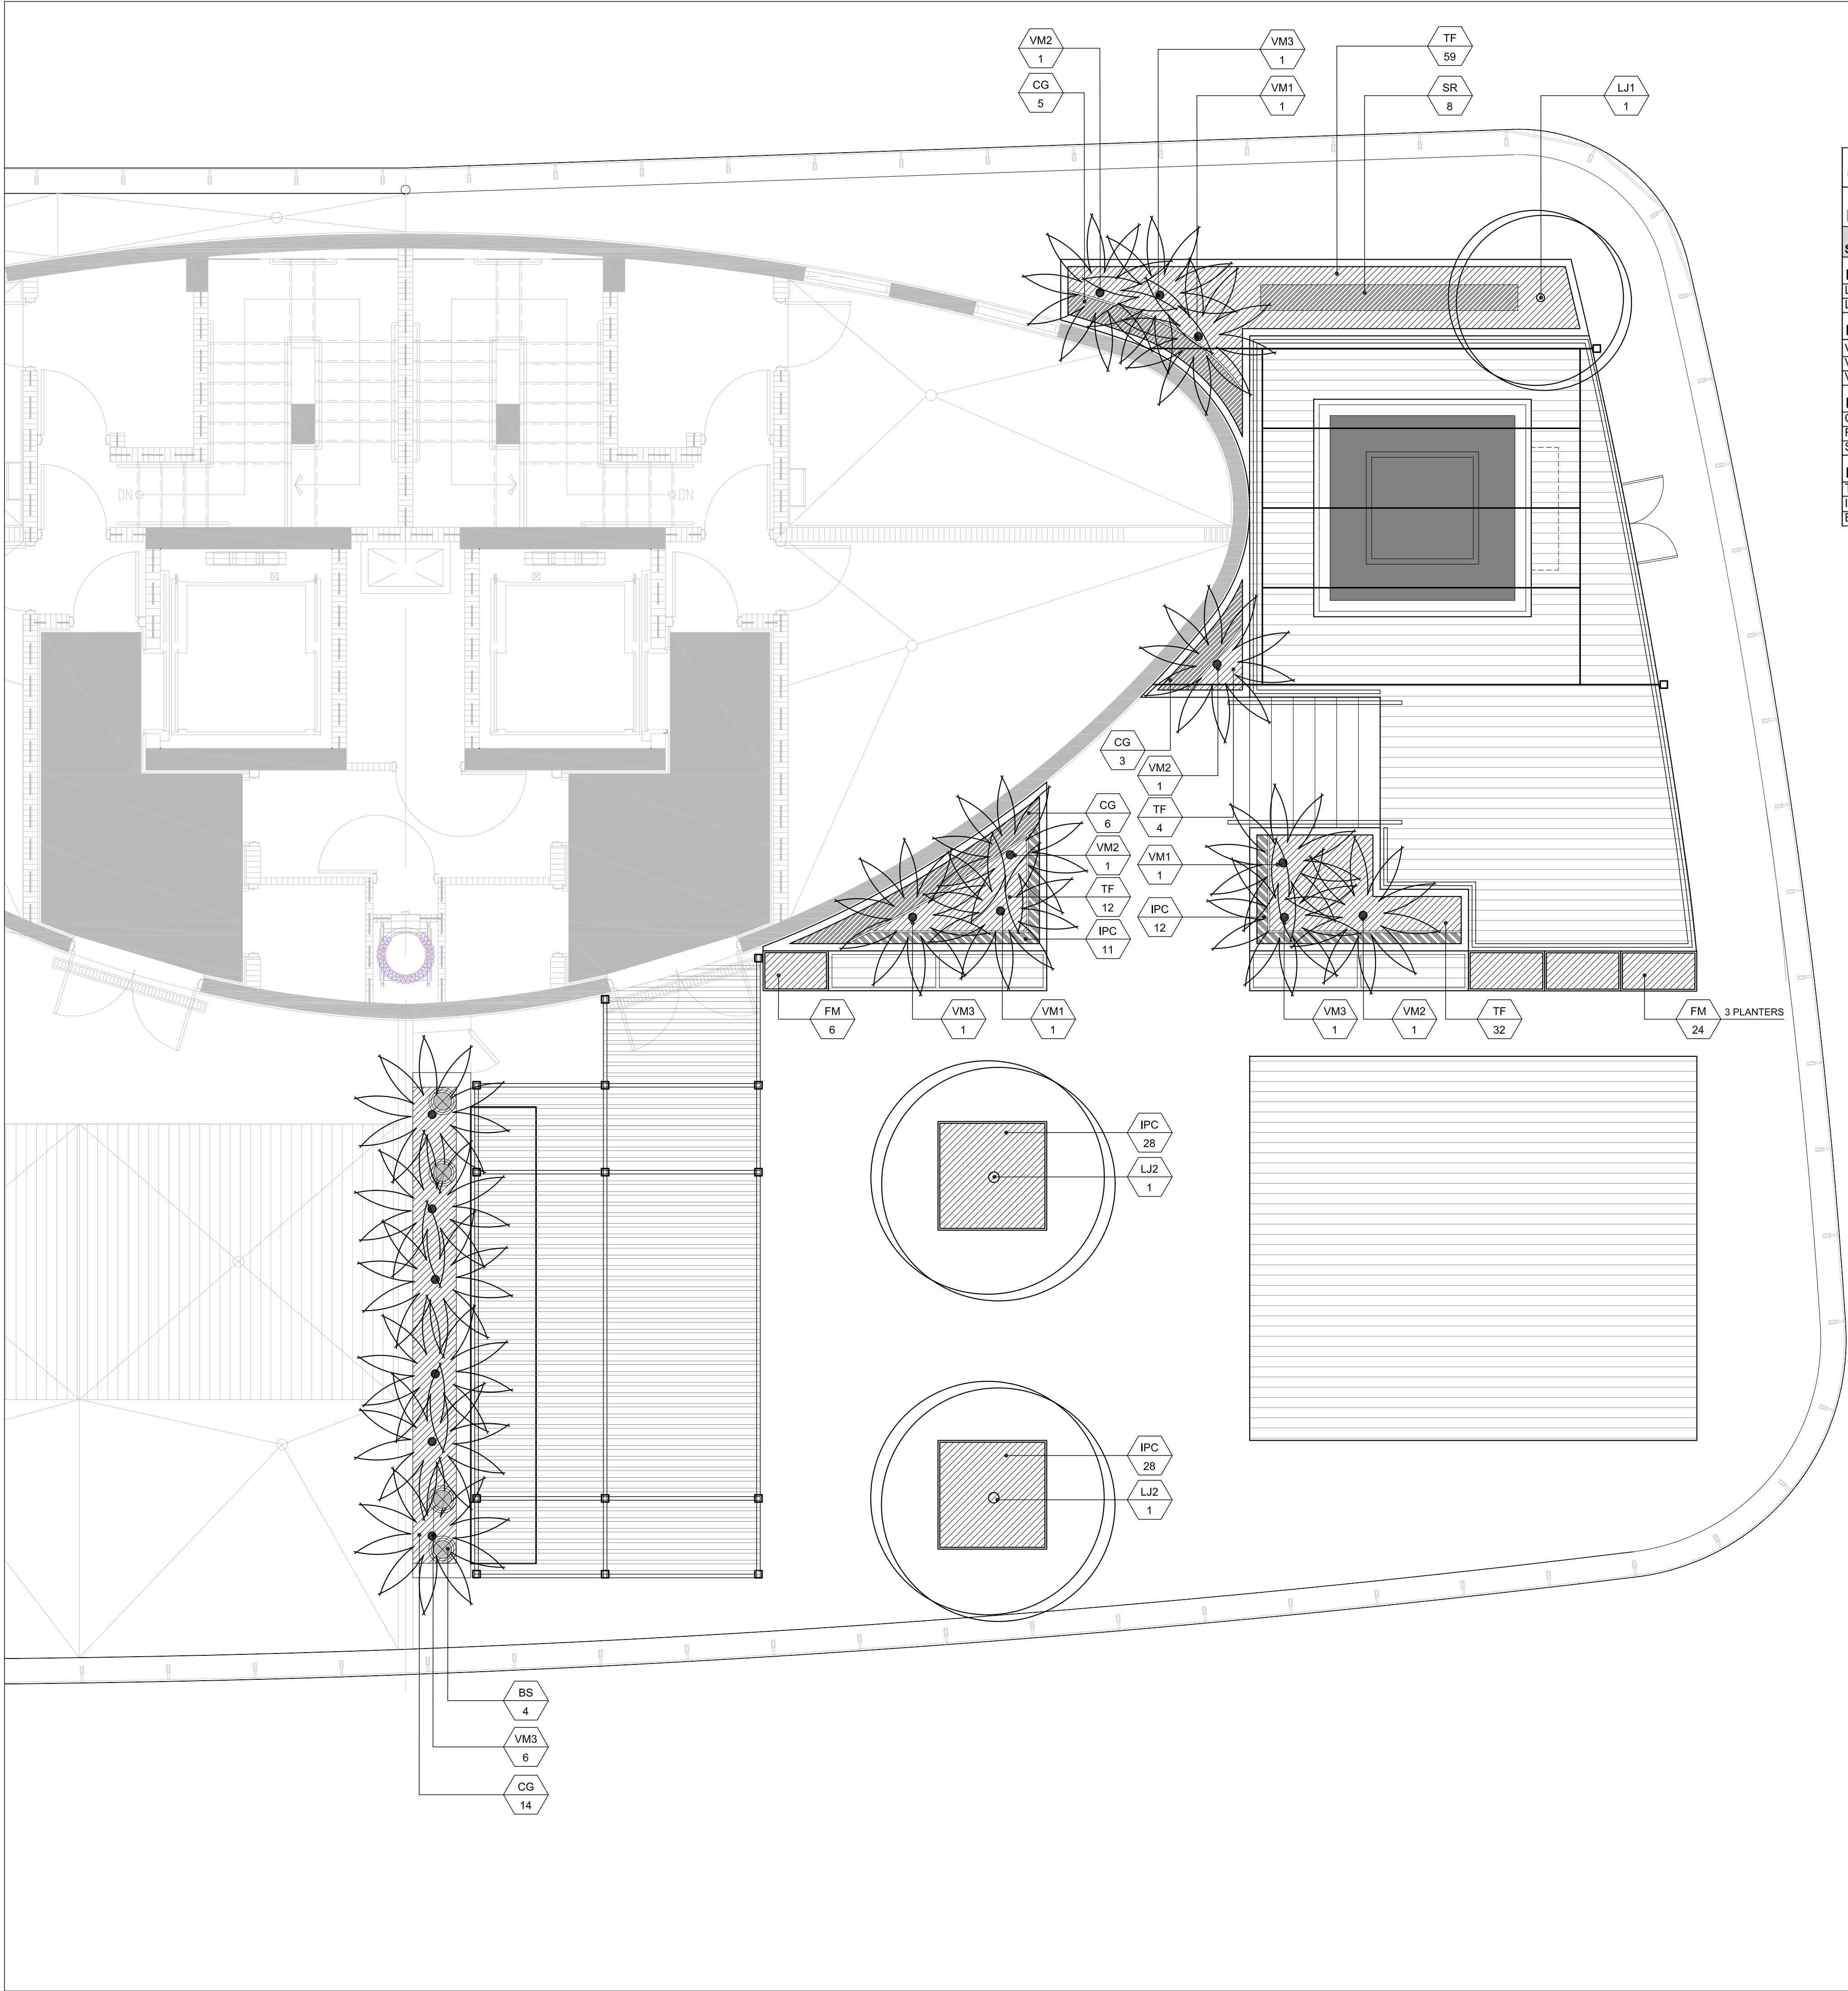 VM2
1
VM3
1
TF
59
CG
5
VM1
1
SR
8
LJ1
1
DN
DN
CG
3
VM2
1
CG
6
TF
4
VM2
1
VM1
1
TF
12
IPC
12
IPC
11
FM
6
VM3
1
VM1
1
VM3
1
VM2
1
TF
32
FM
24
3 PLANTERS
IPC
28
LJ2
1
IPC
28
LJ2
1
BS
4
VM3
6
CG
14